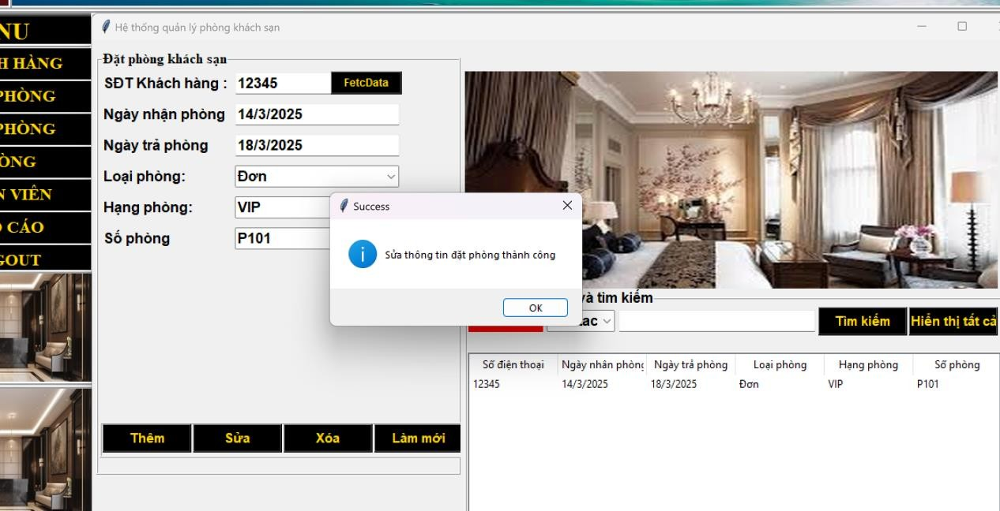 NU
H HÀNG
PHÒNG
PHÒNG
ÒNG
N VIÊN
O CÁO
GOUT
Hệ thống quản lý phòng khách sạn
Đặt phòng khách sạn
SĐT Khách hàng : 12345 FetcData
Ngày nhận phòng 14/3/2025
Ngày trả phòng 18/3/2025
Loại phòng: Đơn
Hạng phòng: VIP
Số phòng P101
Success
Sửa thông tin đặt phòng thành công
OK
Thêm Sửa Xóa Làm mới
và tìm kiếm
tac Tìm kiếm Hiển thị tất cả
Số điện thoại Ngày nhân phòng Ngày trả phòng Loại phòng Hạng phòng Số phòng
12345 14/3/2025 18/3/2025 Đơn VIP P101